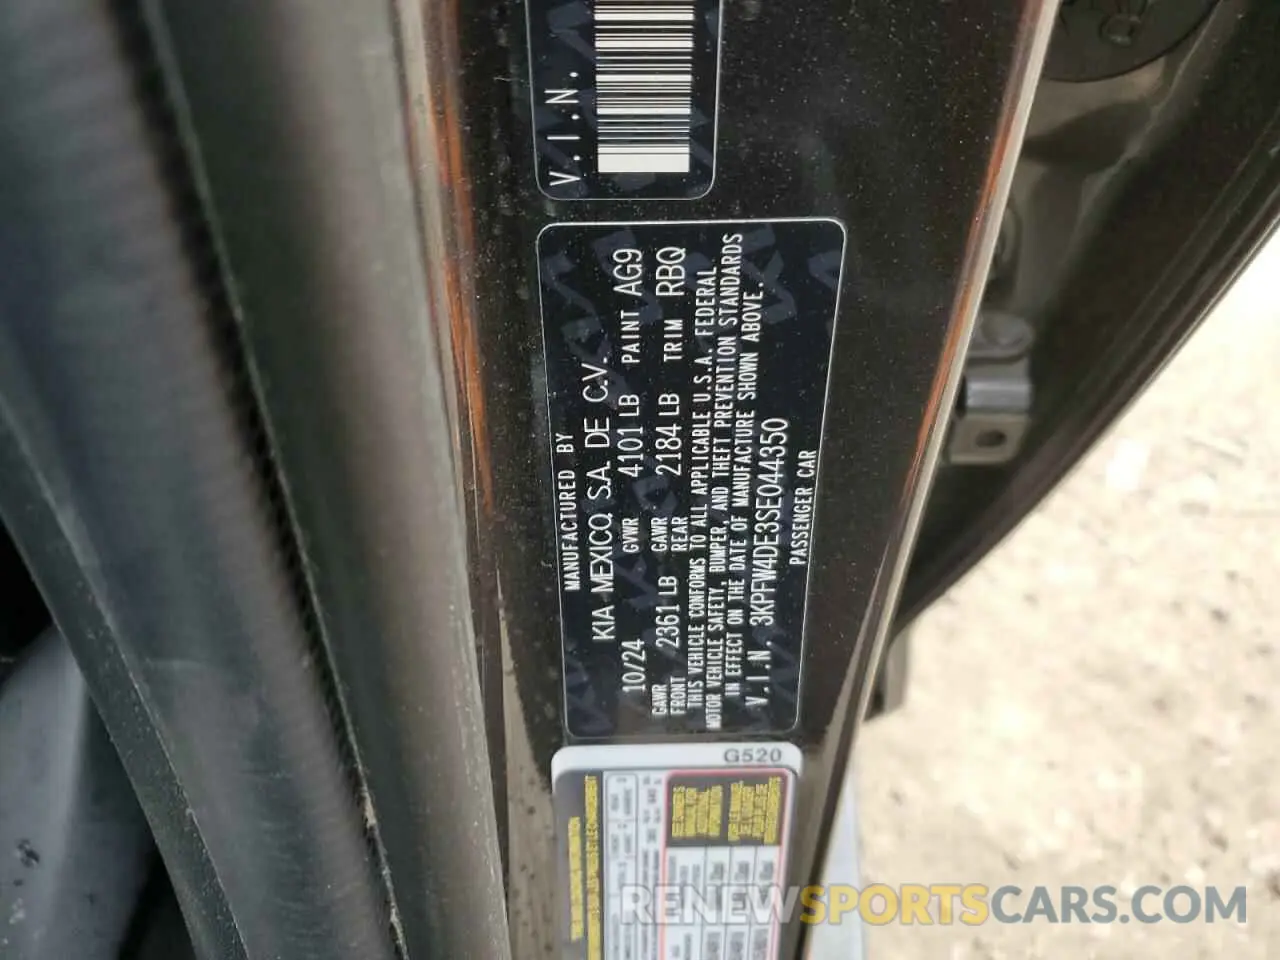 V.I.N.
MANUFACTURED BY
KIA MEXICO, S.A. DE C.V.
10/24 GVWR 4101 LB PAINT AG9
GAWR FRONT 2361 LB GAWR REAR 2184 LB TRIM RBQ
THIS VEHICLE CONFORMS TO ALL APPLICABLE U.S.A. FEDERAL
MOTOR VEHICLE SAFETY, BUMPER, AND THEFT PREVENTION STANDARDS
IN EFFECT ON THE DATE OF MANUFACTURE SHOWN ABOVE.
V.I.N. 3KPFW4DE3SE044350
PASSENGER CAR
G520
RENEWSPORTSCARS.COM